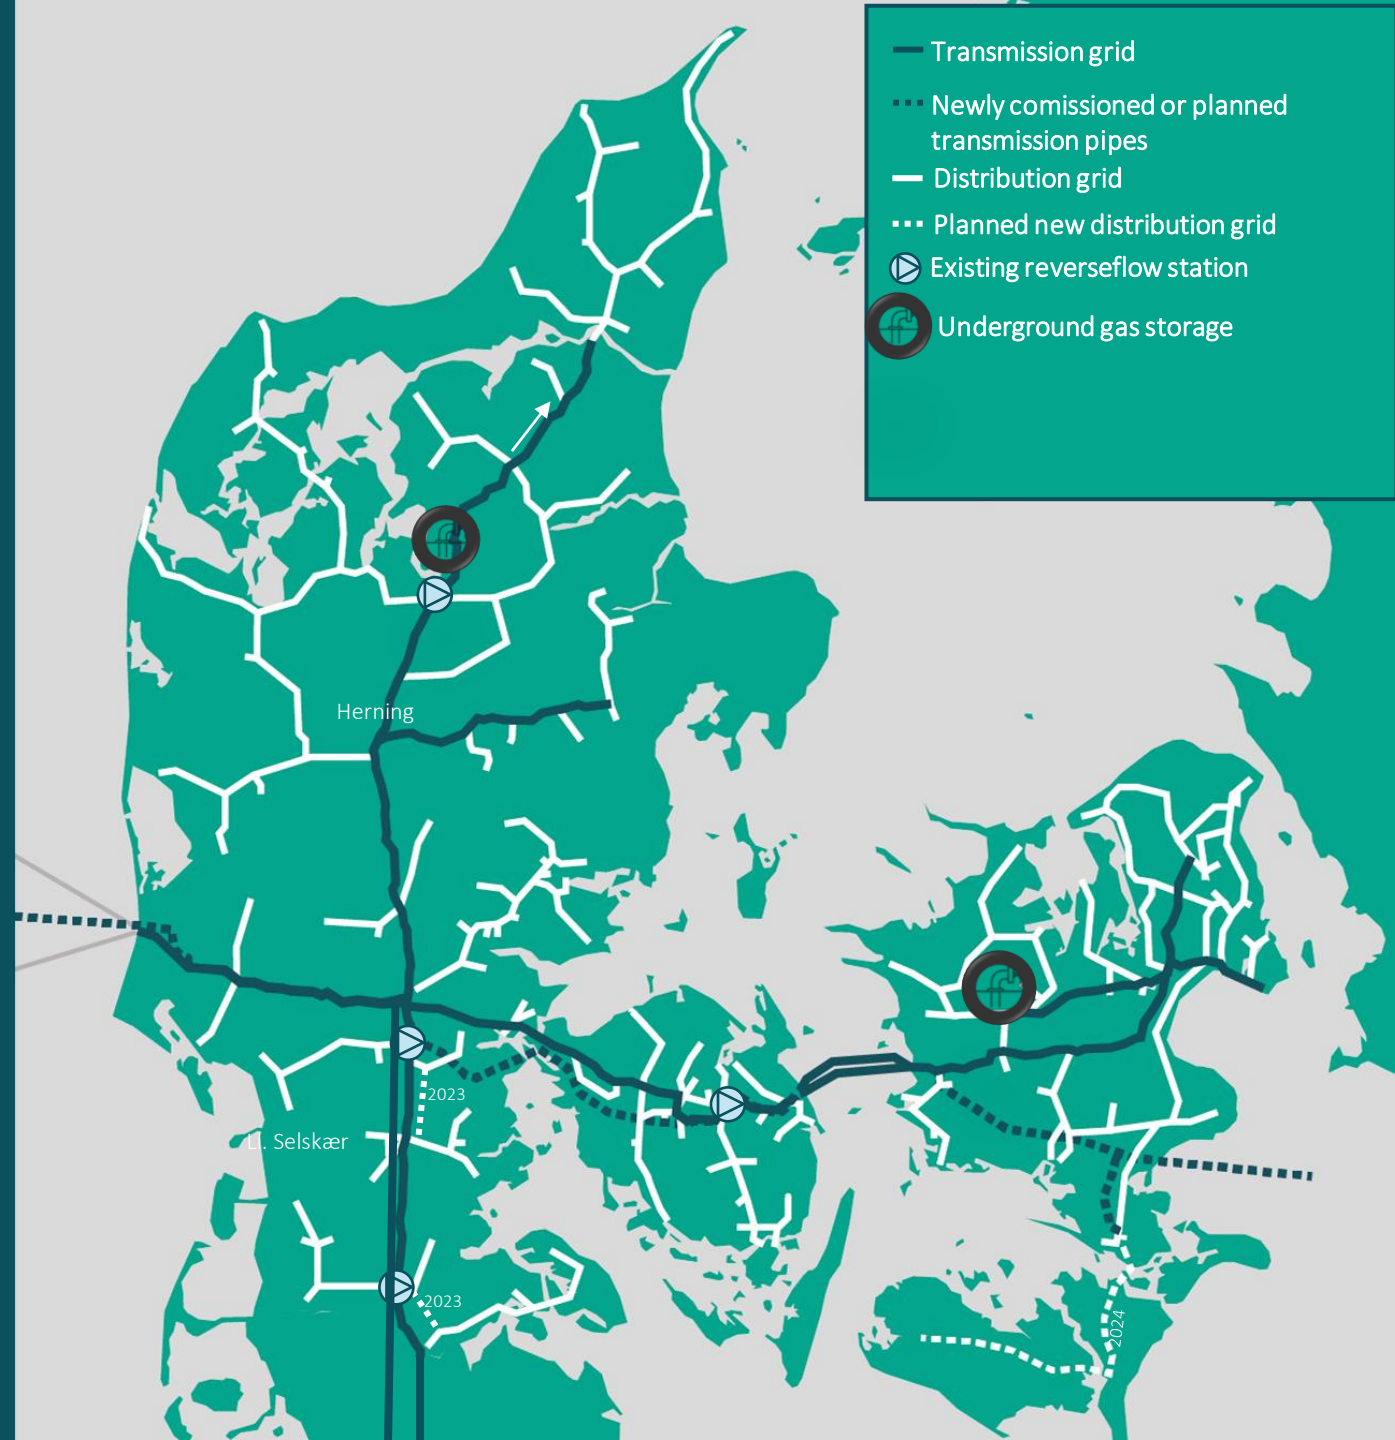 Transmission grid
Newly comissioned or planned
transmission pipes
Distribution grid
Planned new distribution grid
Existing reverseflow station
Underground gas storage
Herning
2023
Ll. Selskær
2023
2024